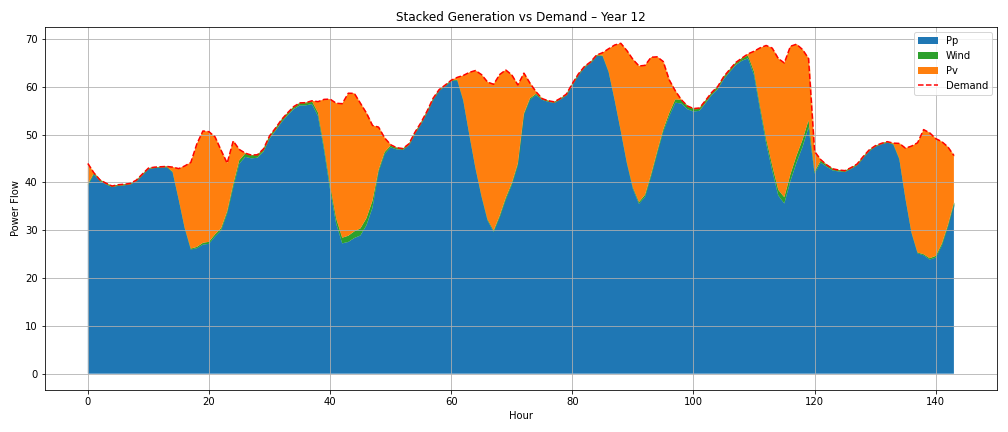 Stacked Generation vs Demand – Year 12
Power Flow
70
60
50
40
30
20
10
0
Pp
Wind
Pv
Demand
0 20 40 60 80 100 120 140
Hour